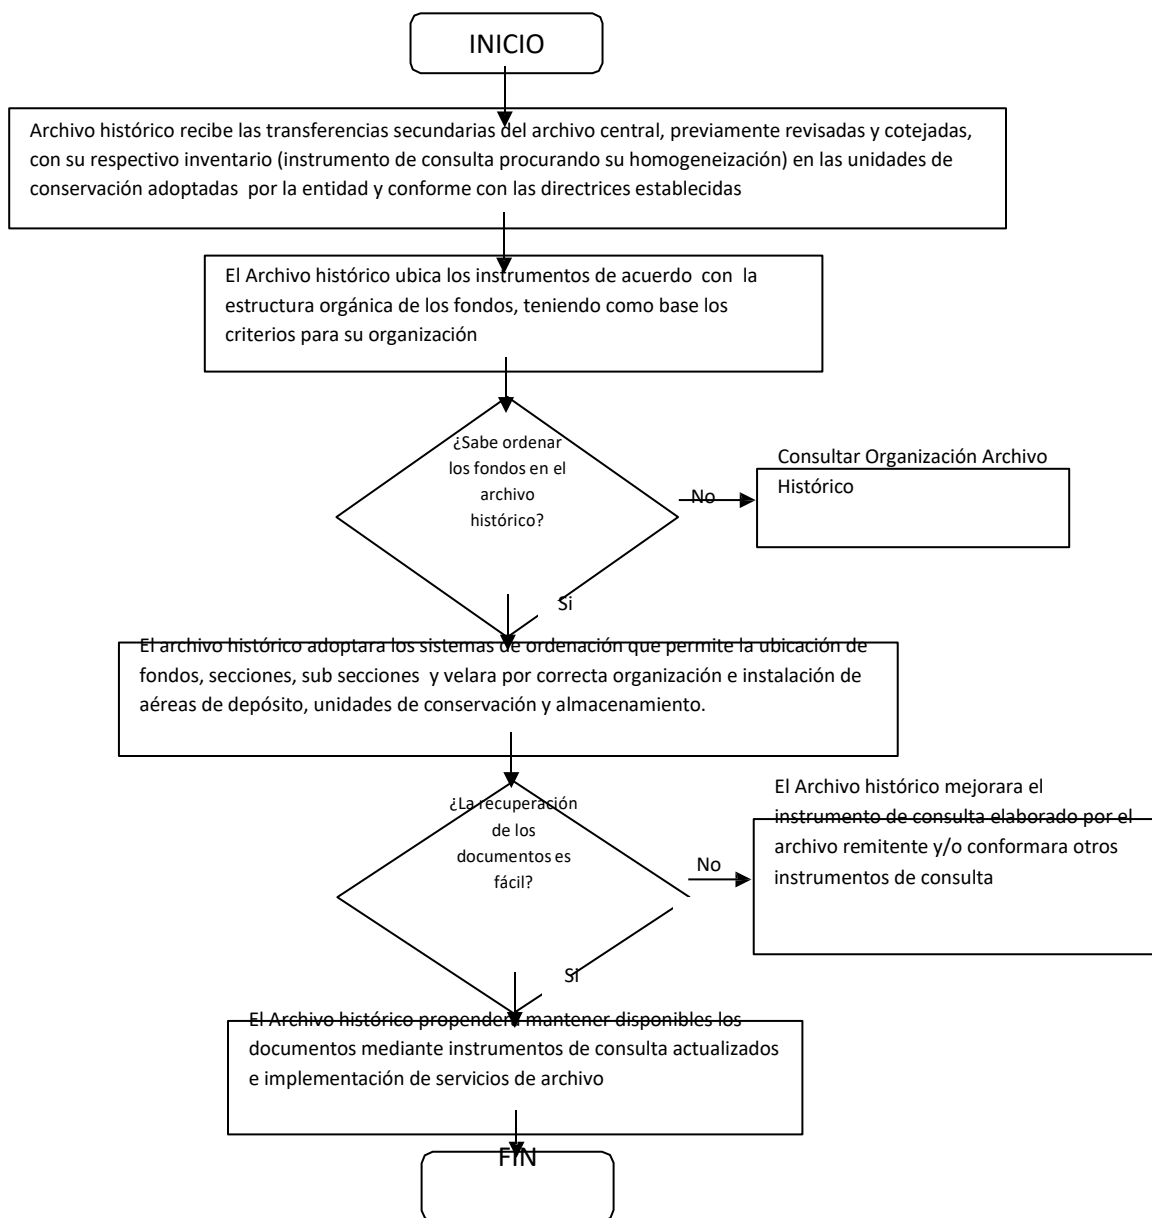 INICIO
Archivo histórico recibe las transferencias secundarias del archivo central, previamente revisadas y cotejadas,
con su respectivo inventario (instrumento de consulta procurando su homogeneización) en las unidades de
conservación adoptadas por la entidad y conforme con las directrices establecidas
El Archivo histórico ubica los instrumentos de acuerdo con la
estructura orgánica de los fondos, teniendo como base los
criterios para su organización
¿Sabe ordenar
los fondos en el
archivo
histórico?
No
Consultar Organización Archivo
Histórico
Si
El archivo histórico adoptara los sistemas de ordenación que permite la ubicación de
fondos, secciones, sub secciones y velara por correcta organización e instalación de
aéreas de depósito, unidades de conservación y almacenamiento.
¿La recuperación
de los
documentos es
fácil?
No
El Archivo histórico mejorara el
instrumento de consulta elaborado por el
archivo remitente y/o conformara otros
instrumentos de consulta
Si
El Archivo histórico propenderá mantener disponibles los
documentos mediante instrumentos de consulta actualizados
e implementación de servicios de archivo
FIN